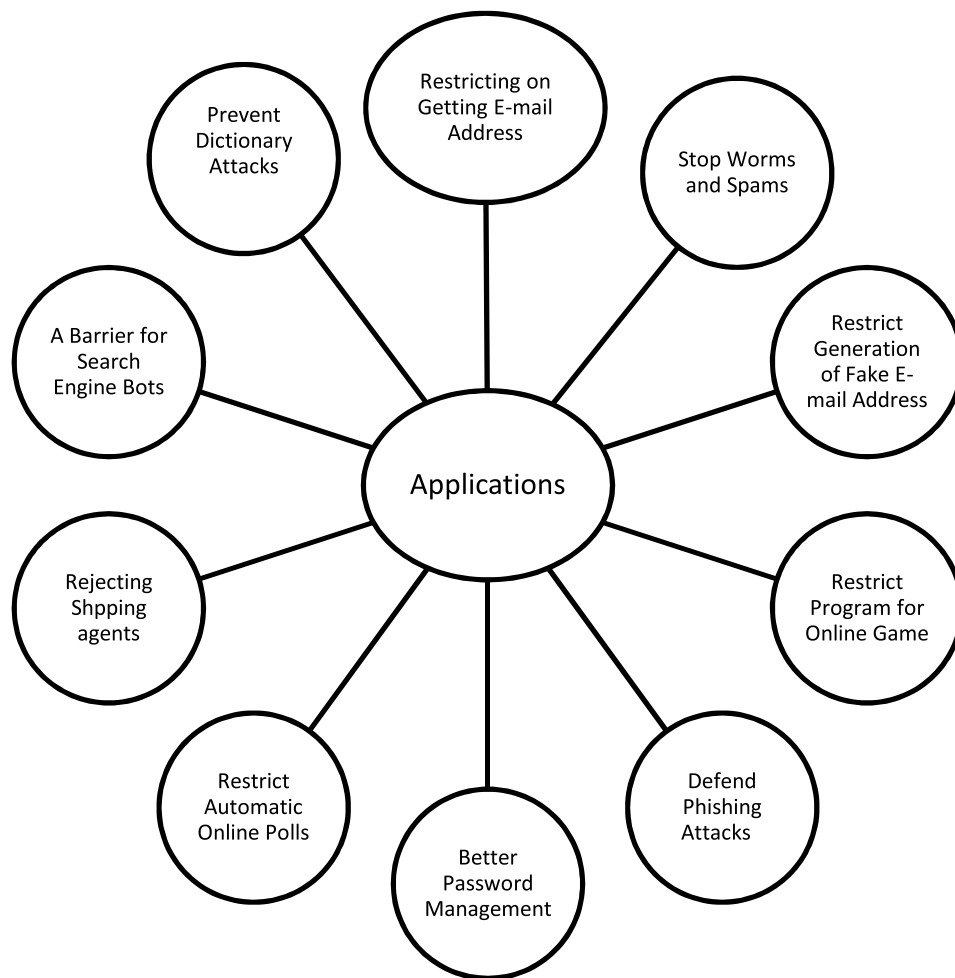 Restricting on
Getting E-mail
Address
Prevent
Dictionary
Attacks
Stop Worms
and Spams
A Barrier for
Search
Engine Bots
Restrict
Generation
of Fake E-
mail Address
Applications
Rejecting
Shpping
agents
Restrict
Program for
Online Game
Restrict
Automatic
Online Polls
Defend
Phishing
Attacks
Better
Password
Management